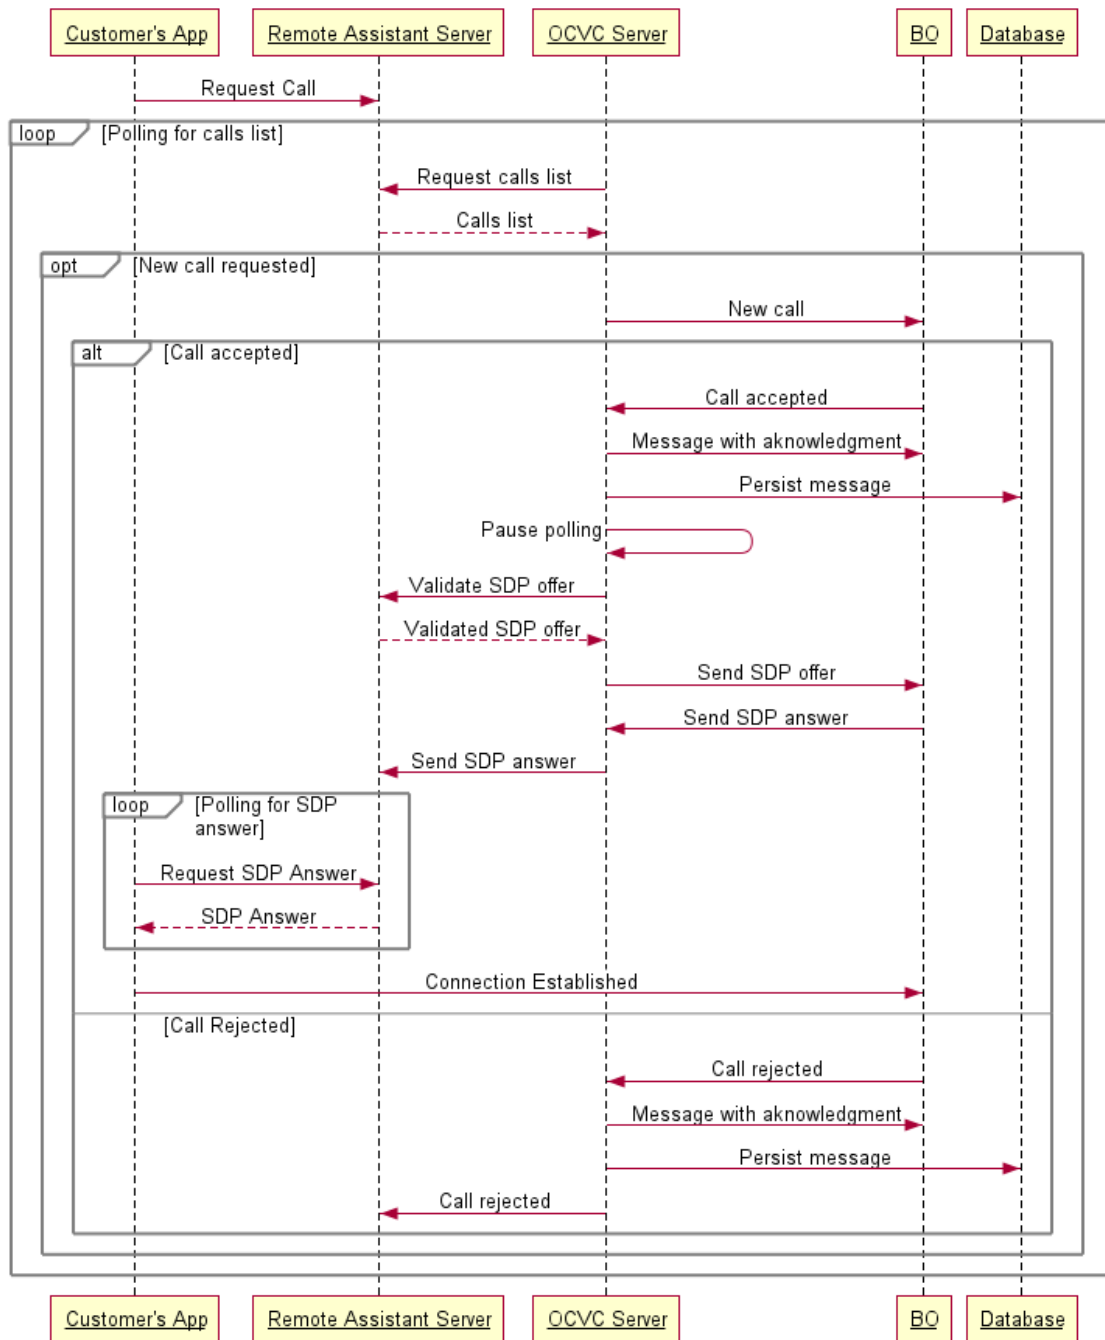 Customer's App
Remote Assistant Server
OCVC Server
BO
Database
Request Call
loop
[Polling for calls list]
Request calls list
Calls list
opt
[New call requested]
New call
alt
[Call accepted]
Call accepted
Message with aknowledgment
Persist message
Pause polling
Validate SDP offer
Validated SDP offer
Send SDP offer
Send SDP answer
Send SDP answer
loop
[Polling for SDP
answer]
Request SDP Answer
SDP Answer
Connection Established
[Call Rejected]
Call rejected
Message with aknowledgment
Persist message
Call rejected
Customer's App
Remote Assistant Server
OCVC Server
BO
Database